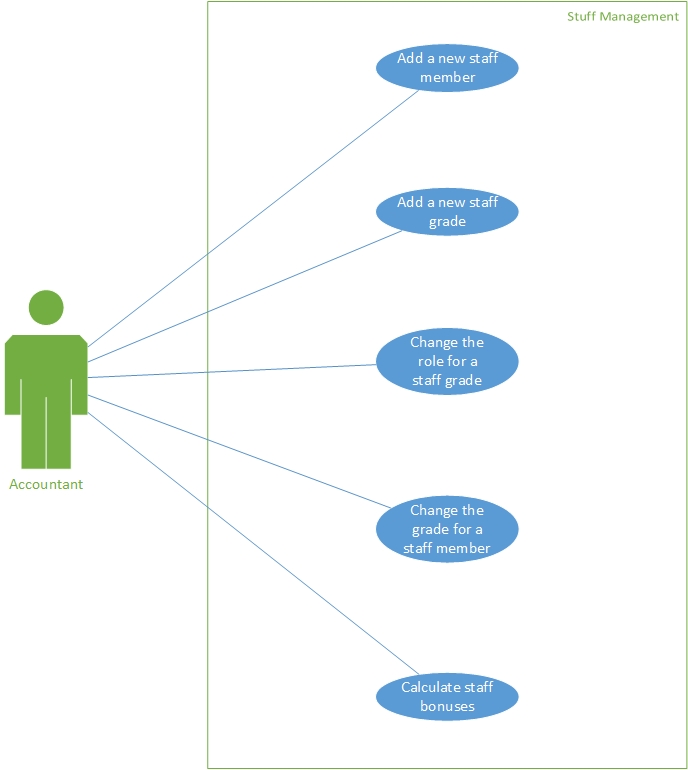 Stuff Management
Add a new staff
member
Add a new staff
grade
Change the
role for a
staff grade
Accountant
Change the
grade for a
staff member
Calculate staff
bonuses